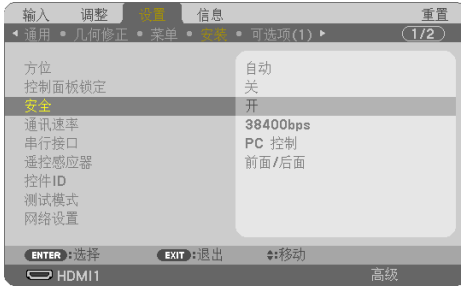 输入 调整 设置 信息 重置
通用 • 几何修正 • 菜单 • 安装 • 可选项(1) 1/2
方位 自动
控制面板锁定 关
安全 开
通讯速率 38400bps
串行接口 PC 控制
遥控感应器 前面/后面
控件ID
测试模式
网络设置
ENTER:选择 EXIT:退出 :移动
HDMI1 高级